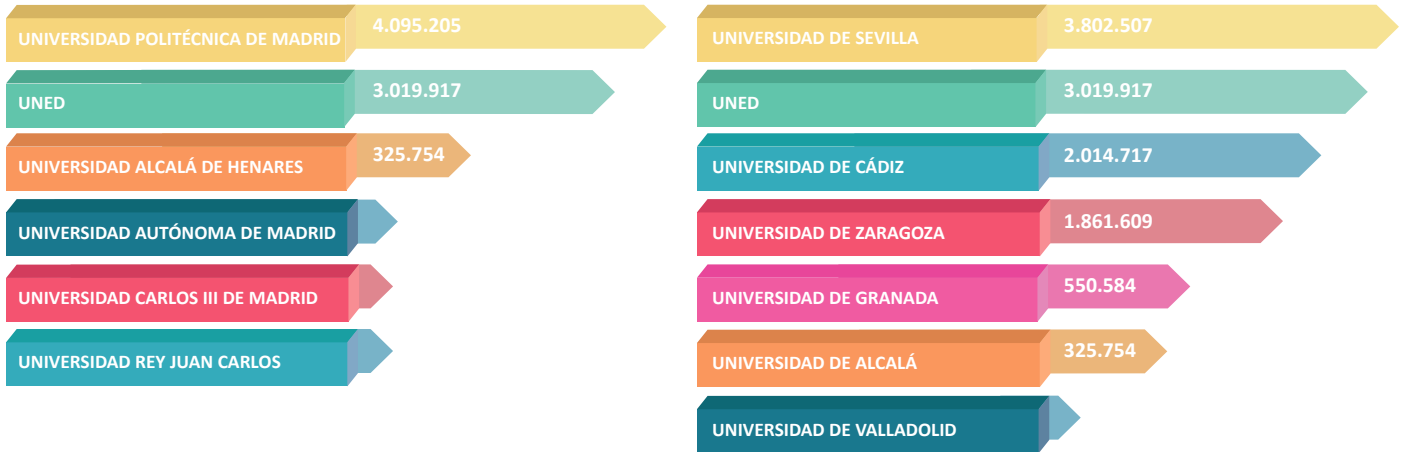 UNIVERSIDAD POLITÉCNICA DE MADRID 4.095.205
UNED 3.019.917
UNIVERSIDAD ALCALÁ DE HENARES 325.754
UNIVERSIDAD AUTÓNOMA DE MADRID
UNIVERSIDAD CARLOS III DE MADRID
UNIVERSIDAD REY JUAN CARLOS
UNIVERSIDAD DE SEVILLA 3.802.507
UNED 3.019.917
UNIVERSIDAD DE CÁDIZ 2.014.717
UNIVERSIDAD DE ZARAGOZA 1.861.609
UNIVERSIDAD DE GRANADA 550.584
UNIVERSIDAD DE ALCALÁ 325.754
UNIVERSIDAD DE VALLADOLID